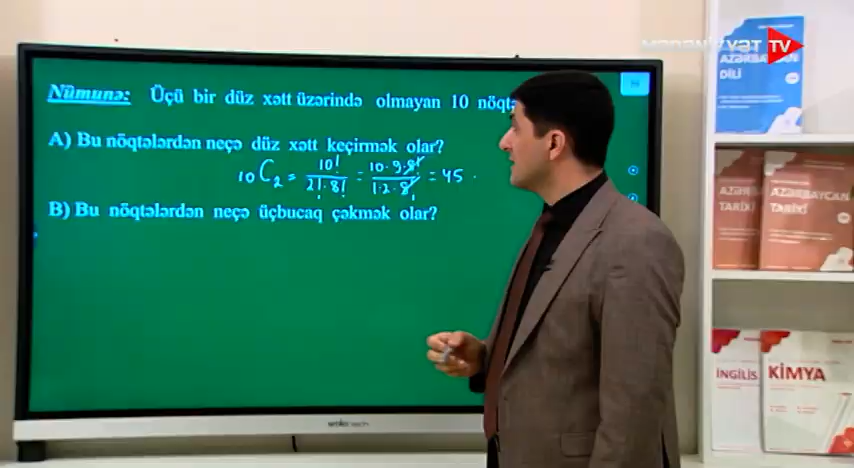 MƏDƏNİYYƏT TV
Nümunə: Üçü bir düz xətt üzərində olmayan 10 nöqtə
A) Bu nöqtələrdən neçə düz xətt keçirmək olar?
₁₀C₂ = 10!/(2!·8!) = (10·9·8!)/(1·2·8!) = 45
B) Bu nöqtələrdən neçə üçbucaq çəkmək olar?
AZƏRBAYCAN
DİLİ
AZƏRBAYCAN
TARİXİ
AZƏRBAYCAN
TARİXİ
İNGİLİS
KİMYA